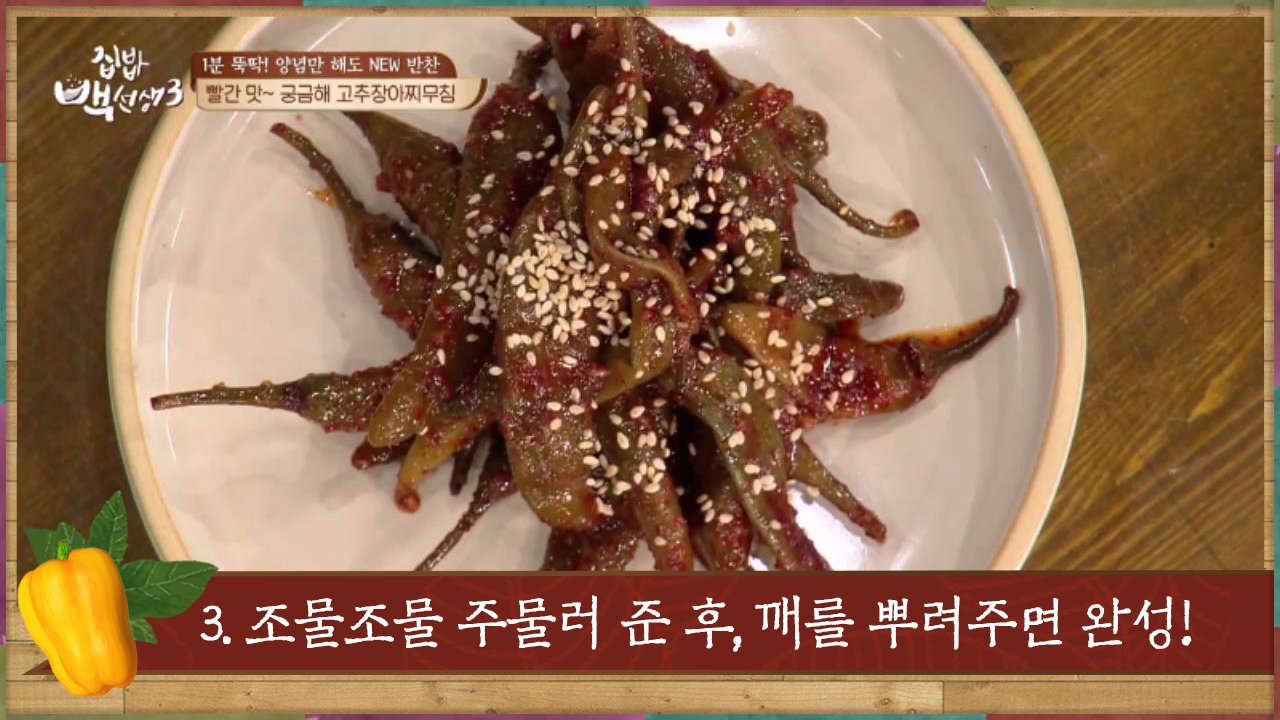 집밥
백선생3
1분 뚝딱! 양념만 해도 NEW 반찬
빨간 맛~ 궁금해 고추장아찌무침
3. 조물조물 주물러 준 후, 깨를 뿌려주면 완성!